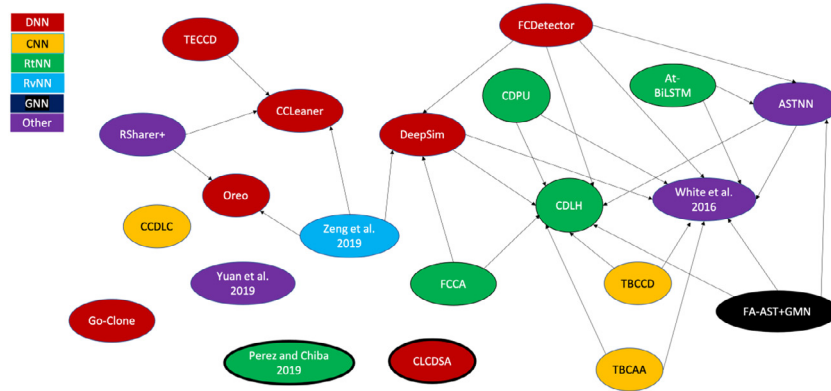 DNN
CNN
RtNN
RvNN
GNN
Other
TECCD
FCDetector
CDPU
At-
BiLSTM
ASTNN
CCLeaner
RSharer+
DeepSim
Oreo
CDLH
White et al.
2016
CCDLC
Zeng et al.
2019
Yuan et al.
2019
FCCA
TBCCD
FA-AST+GMN
Go-Clone
Perez and Chiba
2019
CLCDSA
TBCAA